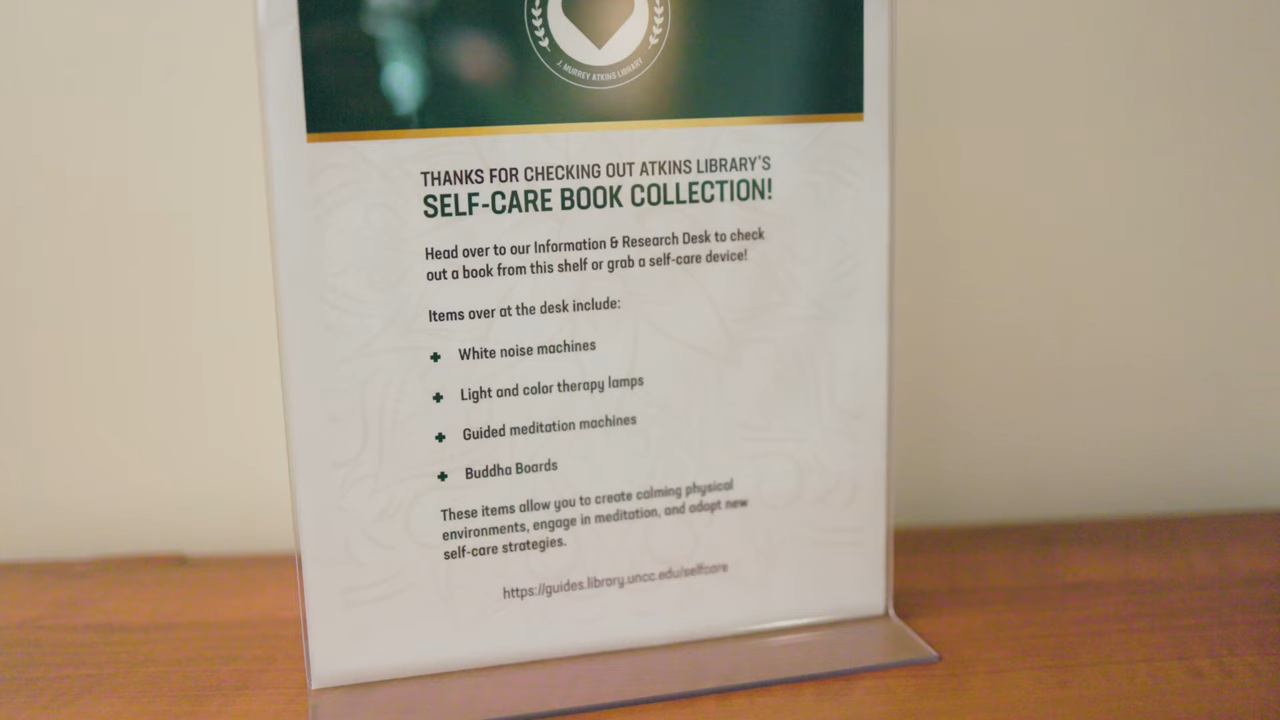 J. MURREY ATKINS LIBRARY
THANKS FOR CHECKING OUT ATKINS LIBRARY'S
SELF-CARE BOOK COLLECTION!
Head over to our Information & Research Desk to check
out a book from this shelf or grab a self-care device!
Items over at the desk include:
White noise machines
Light and color therapy lamps
Guided meditation machines
Buddha Boards
These items allow you to create calming physical
environments, engage in meditation, and adopt new
self-care strategies.
https://guides.library.uncc.edu/selfcare